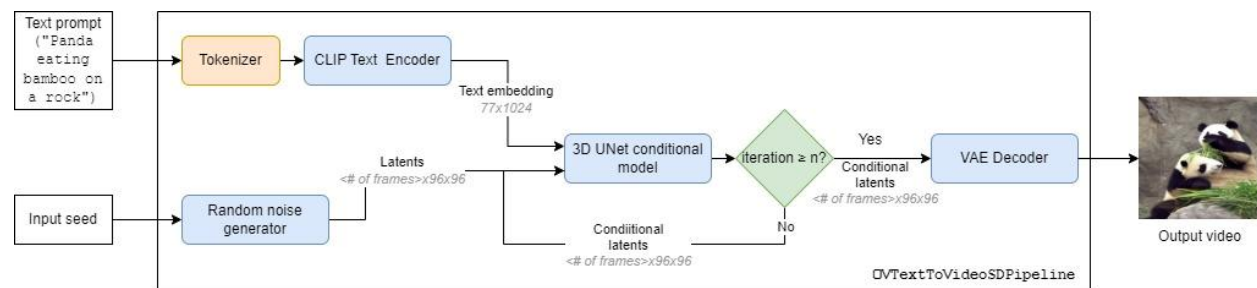 Text prompt
("Panda
eating
bamboo on
a rock")
Tokenizer
CLIP Text Encoder
Text embedding
77x1024
Latents
<# of frames>x96x96
3D UNet conditional
model
iteration ≥ n?
Yes
Conditional
latents
<# of frames>x96x96
VAE Decoder
Input seed
Random noise
generator
Condiitional
latents
<# of frames>x96x96
No
Output video
OVTextToVideoSDPipeline